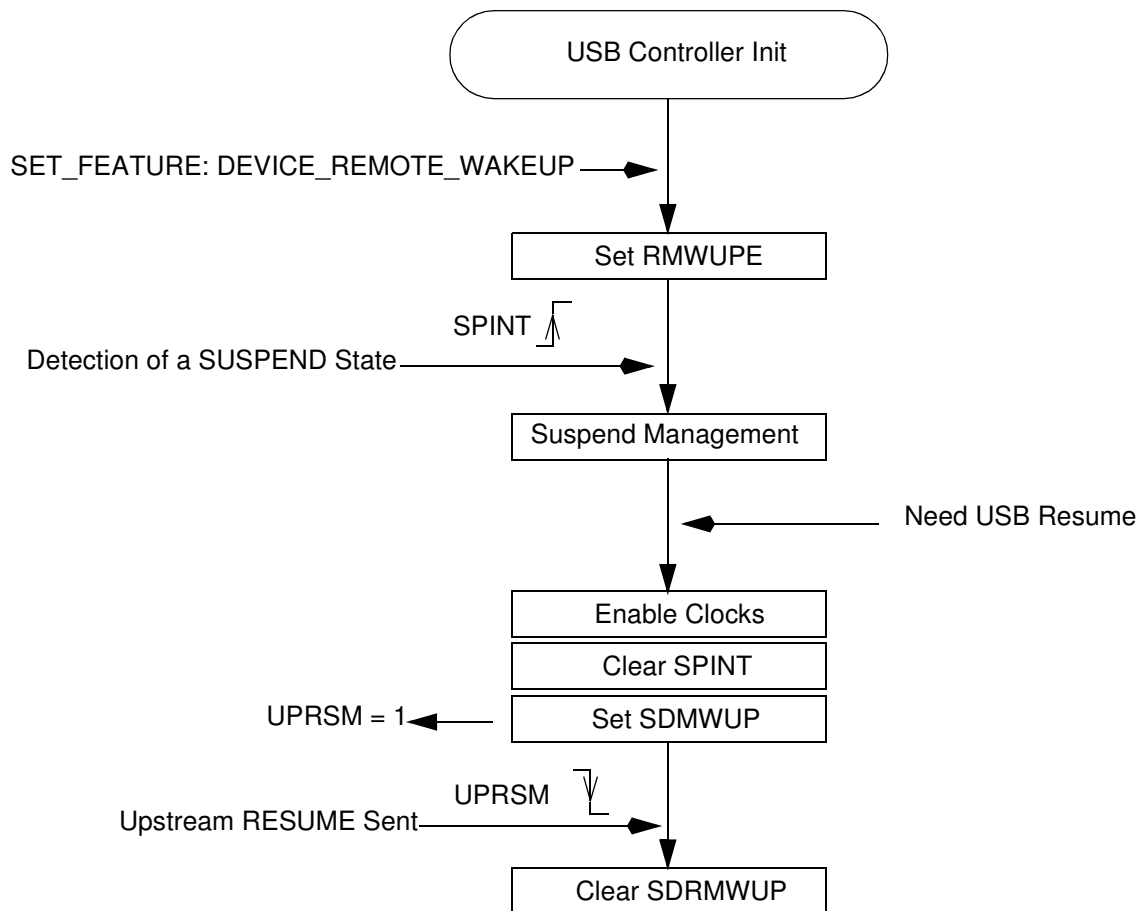 USB Controller Init
SET_FEATURE: DEVICE_REMOTE_WAKEUP
Set RMWUPE
SPINT
Detection of a SUSPEND State
Suspend Management
Need USB Resume
Enable Clocks
Clear SPINT
UPRSM = 1
Set SDMWUP
UPRSM
Upstream RESUME Sent
Clear SDRMWUP